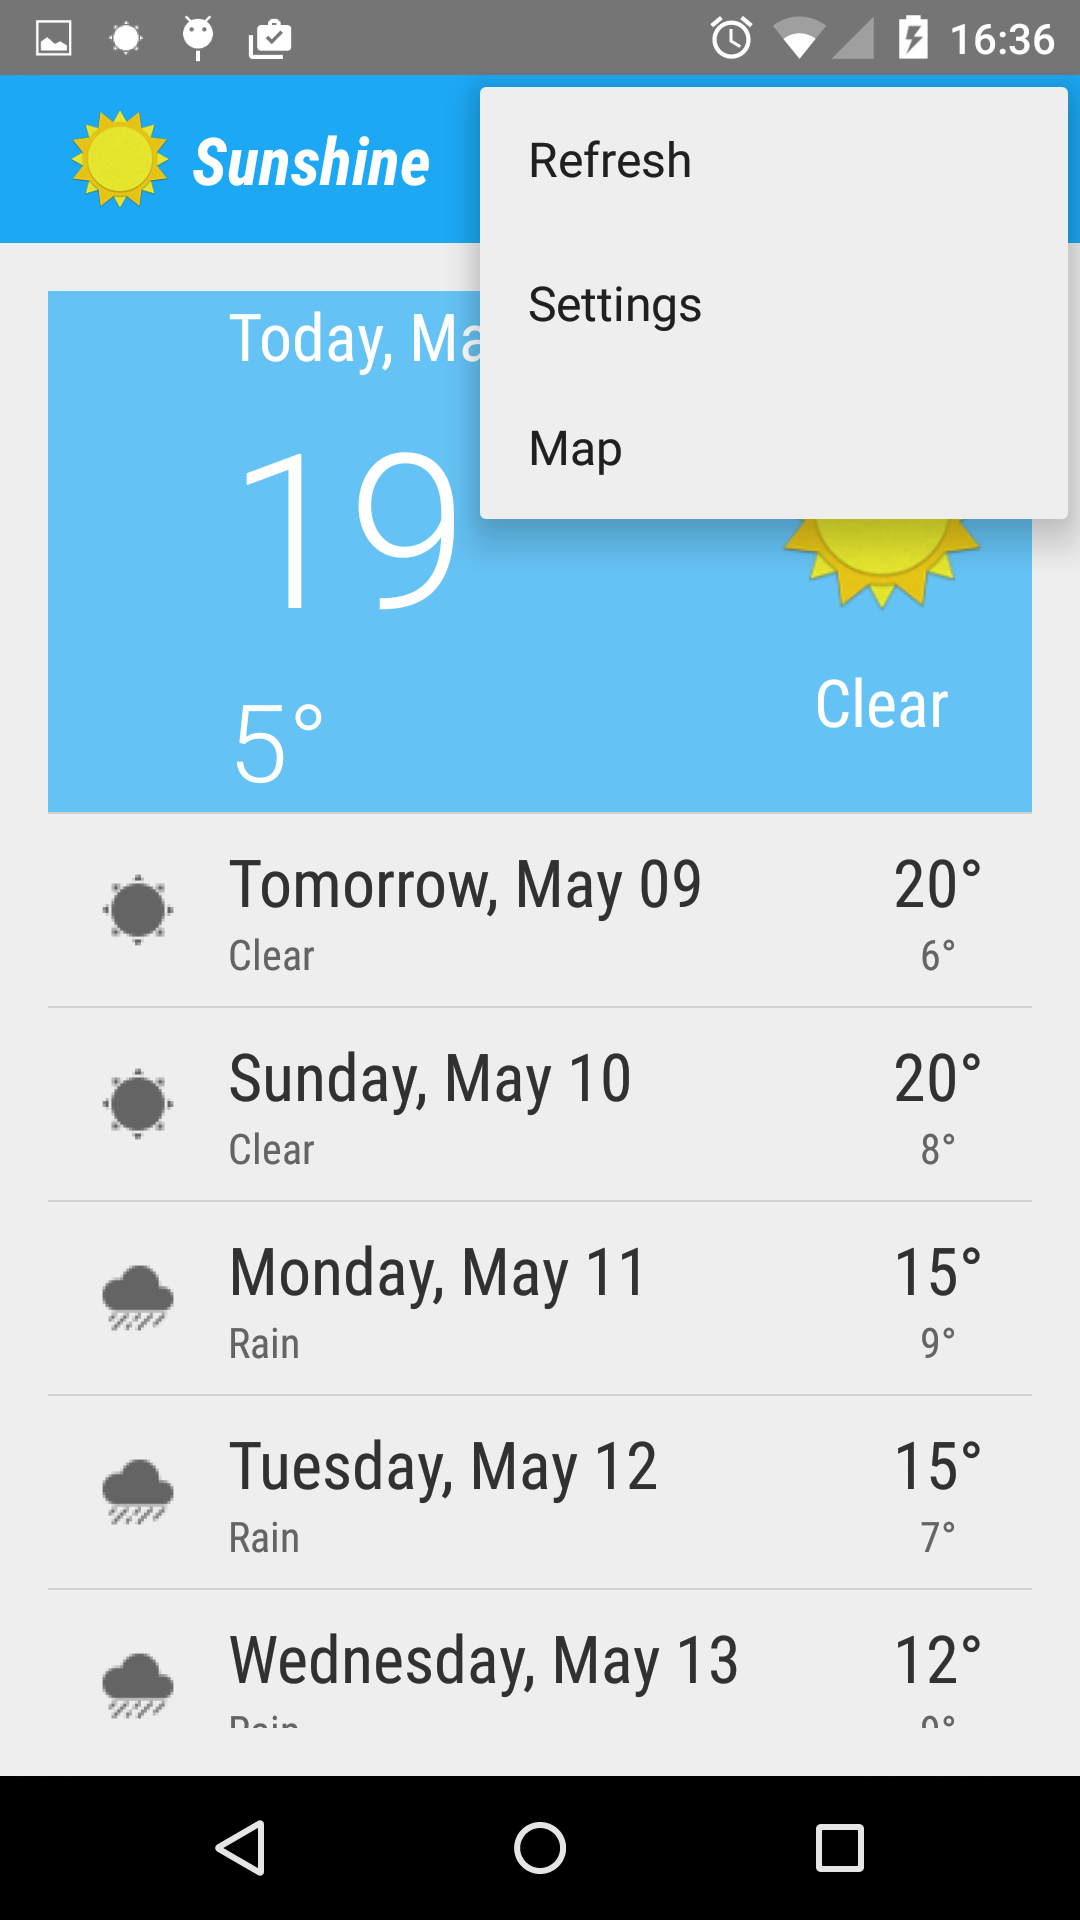 16:36
Sunshine
Refresh
Settings
Map
Today, Ma
19
5°
Clear
Tomorrow, May 09
20°
Clear
6°
Sunday, May 10
20°
Clear
8°
Monday, May 11
15°
Rain
9°
Tuesday, May 12
15°
Rain
7°
Wednesday, May 13
12°
Rain